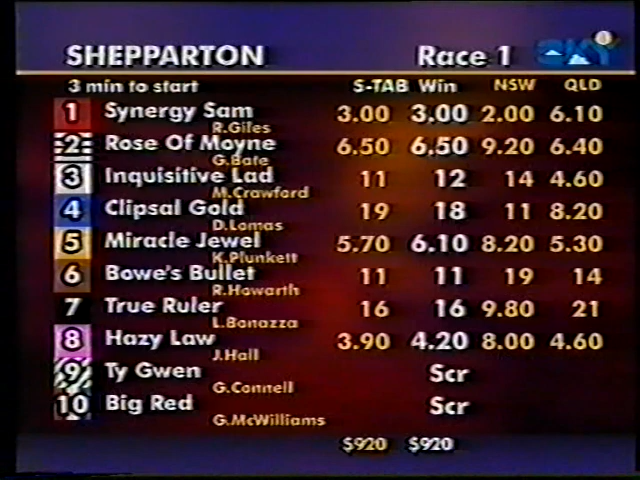 SHEPPARTON Race 1 SKY 1
3 min to start S-TAB Win NSW QLD
1 Synergy Sam 3.00 3.00 2.00 6.10
R.Giles
2 Rose Of Moyne 6.50 6.50 9.20 6.40
G.Bate
3 Inquisitive Lad 11 12 14 4.60
M.Crawford
4 Clipsal Gold 19 18 11 8.20
D.Lomas
5 Miracle Jewel 5.70 6.10 8.20 5.30
K.Plunkett
6 Bowe's Bullet 11 11 19 14
R.Howarth
7 True Ruler 16 16 9.80 21
L.Bonazza
8 Hazy Law 3.90 4.20 8.00 4.60
J.Hall
9 Ty Gwen Scr
G.Connell
10 Big Red Scr
G.McWilliams
$920 $920